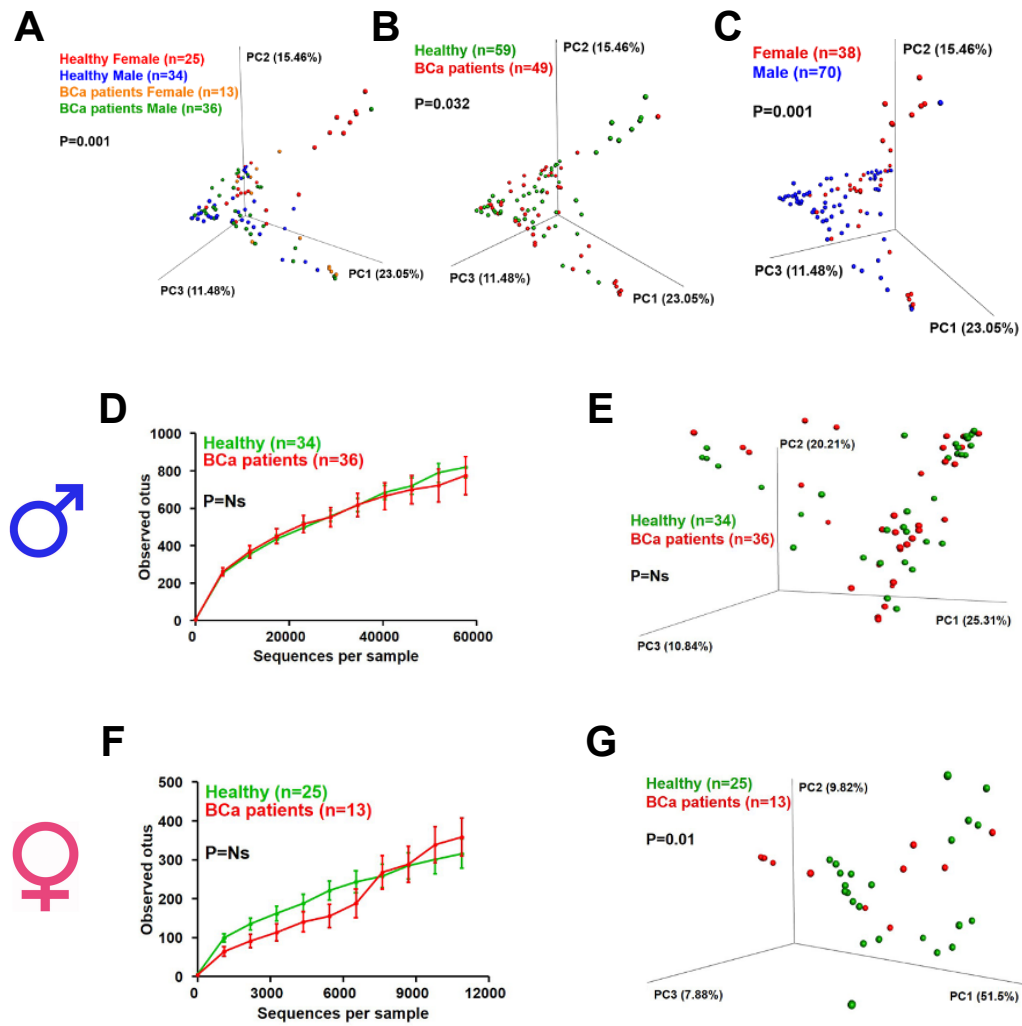 A
Healthy Female (n=25)
Healthy Male (n=34)
BCa patients Female (n=13)
BCa patients Male (n=36)
P=0.001
PC2 (15.46%)
PC1 (23.05%)
PC3 (11.48%)
B
Healthy (n=59)
BCa patients (n=49)
P=0.032
PC2 (15.46%)
PC3 (11.48%)
PC1 (23.05%)
C
Female (n=38)
Male (n=70)
P=0.001
PC2 (15.46%)
PC3 (11.48%)
PC1 (23.05%)
D
Healthy (n=34)
BCa patients (n=36)
P=Ns
Observed otus
1000
800
600
400
200
0
0 20000 40000 60000
Sequences per sample
E
PC2 (20.21%)
Healthy (n=34)
BCa patients (n=36)
P=Ns
PC1 (25.31%)
PC3 (10.84%)
F
Healthy (n=25)
BCa patients (n=13)
P=Ns
Observed otus
500
400
300
200
100
0
0 3000 6000 9000 12000
Sequences per sample
G
Healthy (n=25)
BCa patients (n=13)
P=0.01
PC2 (9.82%)
PC3 (7.88%)
PC1 (51.5%)